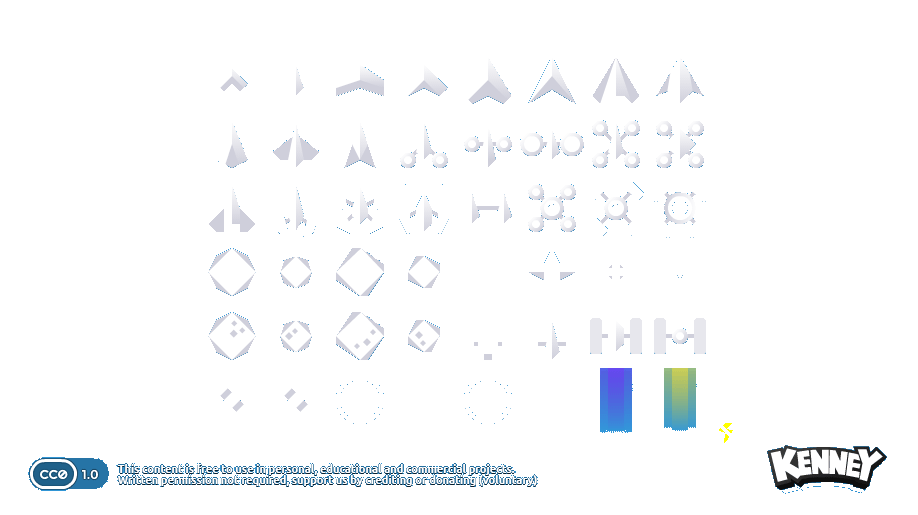 CC0 1.0
This content is free to use in personal, educational and commercial projects.
Written permission not required, support us by crediting or donating (voluntary)
KENNEY